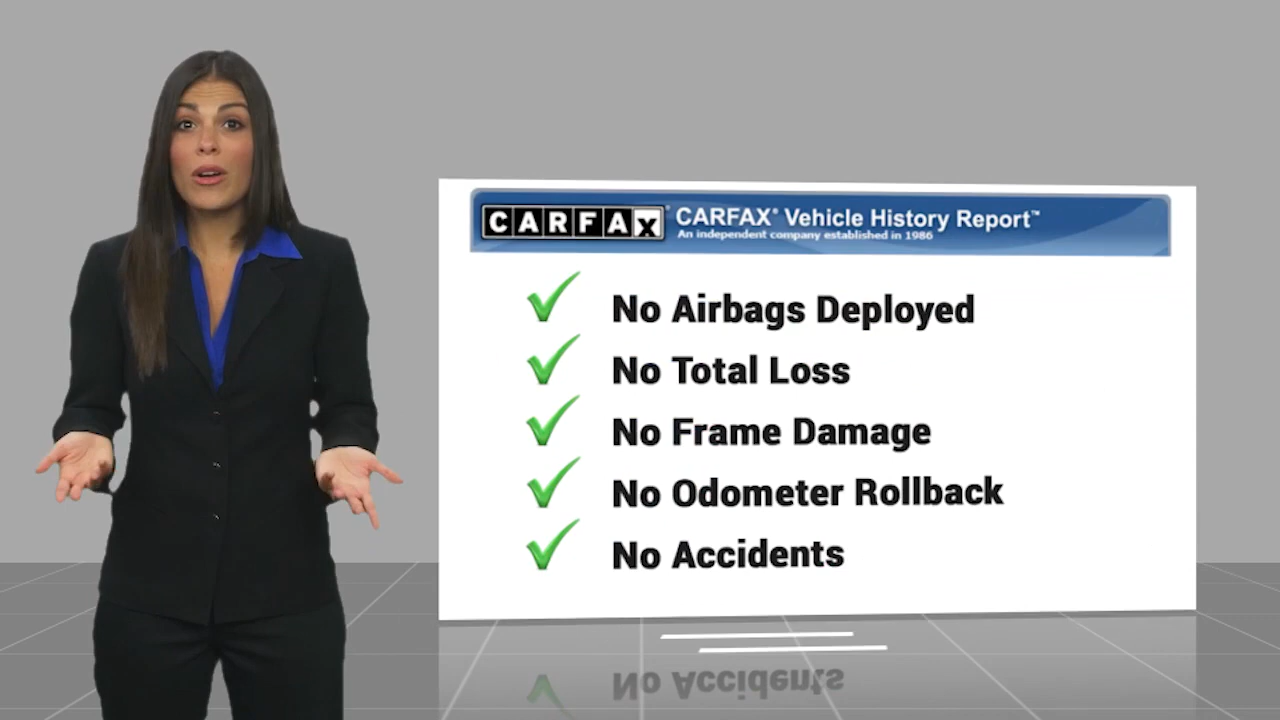 CARFAX® CARFAX® Vehicle History Report™
An independent company established in 1986
No Airbags Deployed
No Total Loss
No Frame Damage
No Odometer Rollback
No Accidents
No Accidents